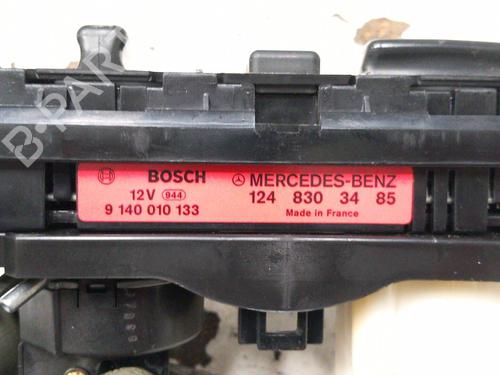 B-PARTS
BOSCH
12V 944
9 140 010 133
MERCEDES-BENZ
124 830 34 85
Made in France